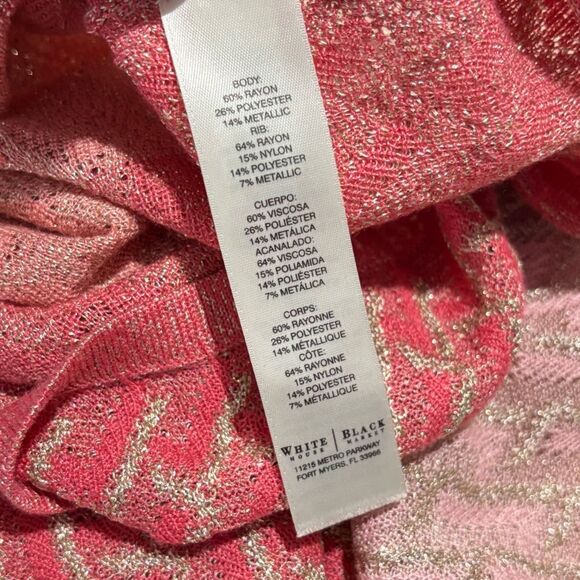 BODY:
60% RAYON
26% POLYESTER
14% METALLIC
RIB:
64% RAYON
15% NYLON
14% POLYESTER
7% METALLIC
CUERPO:
60% VISCOSA
26% POLIÉSTER
14% METÁLICA
ACANALADO:
64% VISCOSA
15% POLIAMIDA
14% POLIÉSTER
7% METÁLICA
CORPS:
60% RAYONNE
26% POLYESTER
14% MÉTALLIQUE
CÔTE:
64% RAYONNE
15% NYLON
14% POLYESTER
7% MÉTALLIQUE
WHITE | BLACK
HOUSE | MARKET
11215 METRO PARKWAY
FORT MYERS, FL 33966